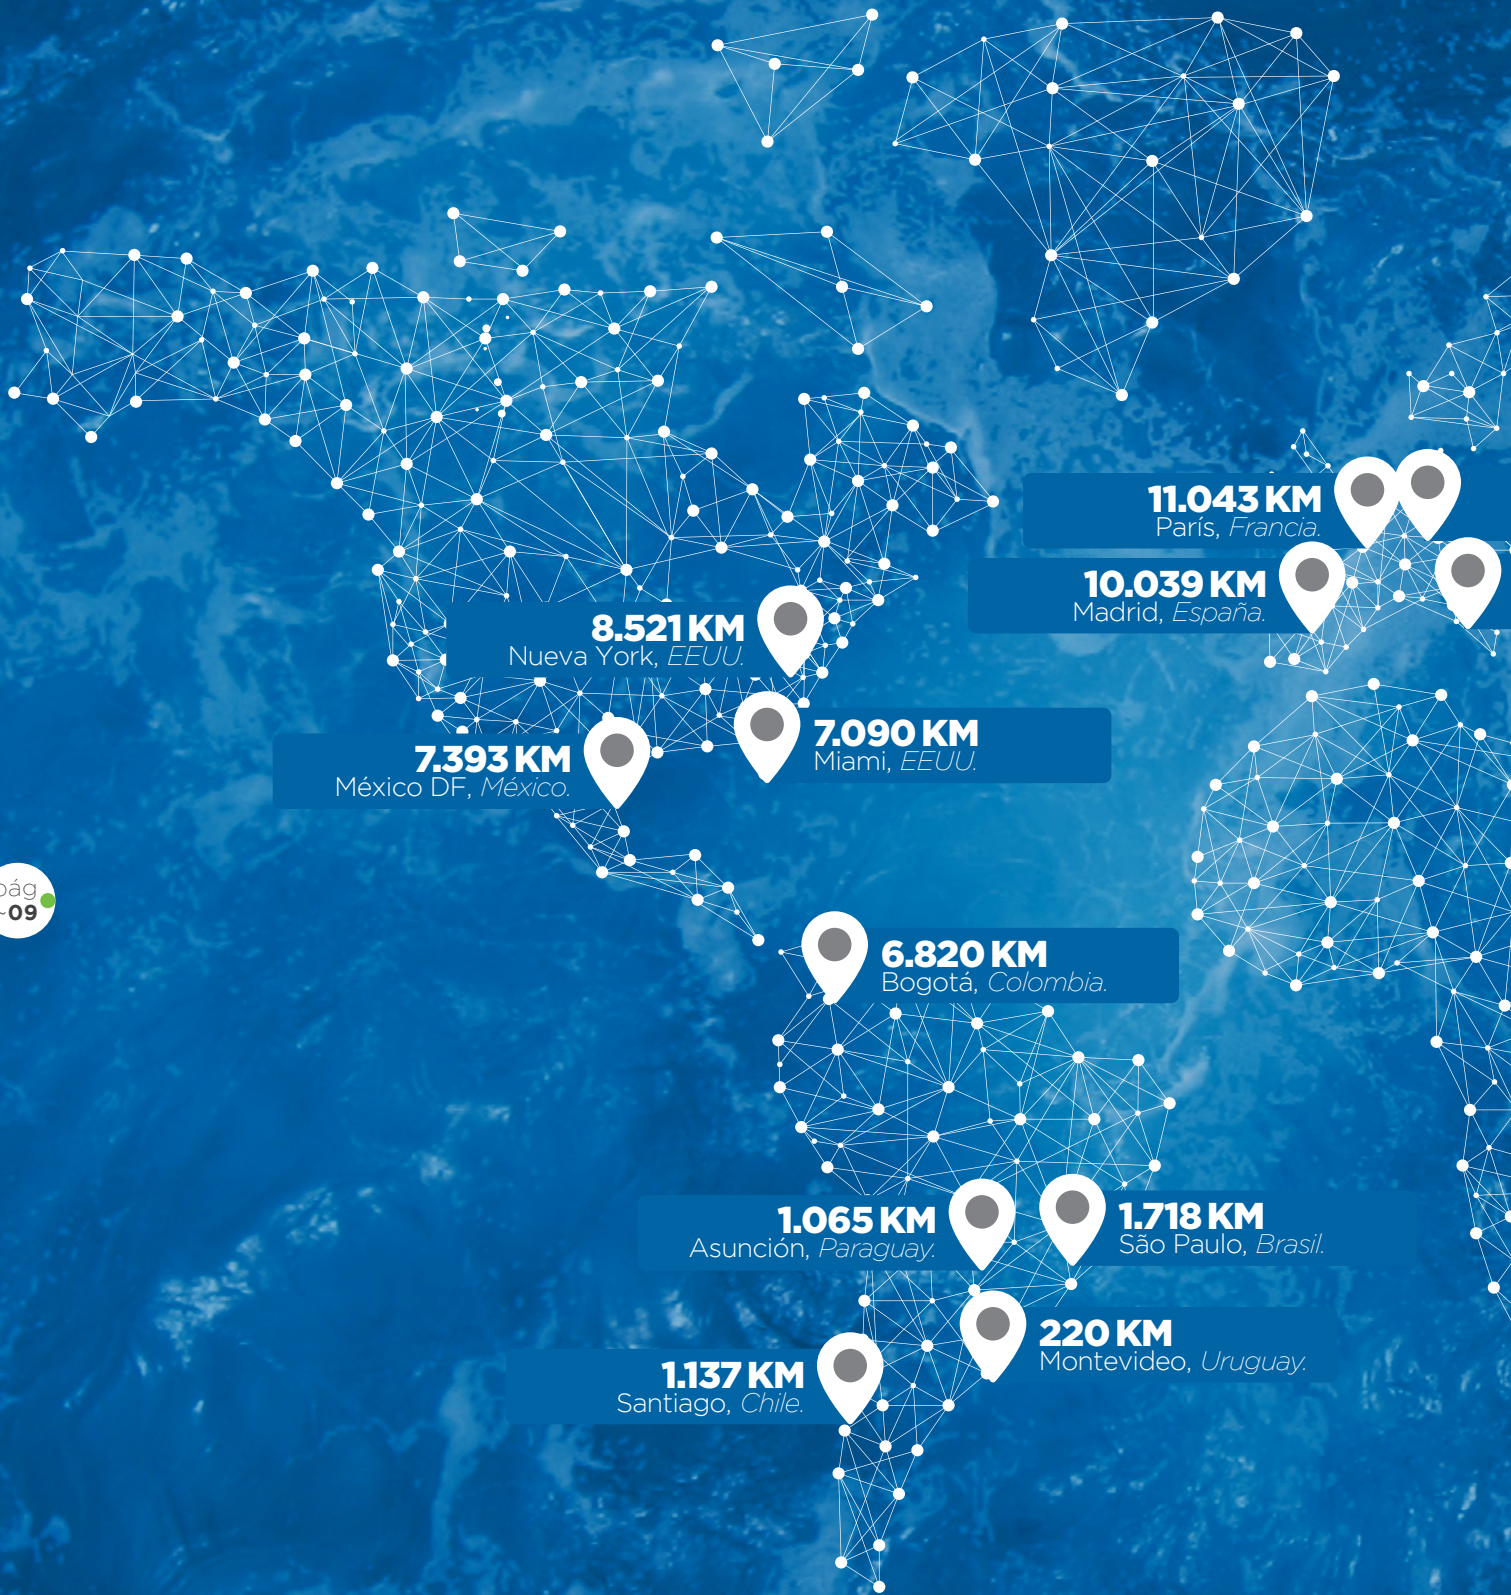 11.043 KM
París, Francia.
10.039 KM
Madrid, España.
8.521 KM
Nueva York, EEUU.
7.090 KM
Miami, EEUU.
7.393 KM
México DF, México.
09
6.820 KM
Bogotá, Colombia.
1.065 KM
Asunción, Paraguay.
1.718 KM
São Paulo, Brasil.
220 KM
Montevideo, Uruguay.
1.137 KM
Santiago, Chile.